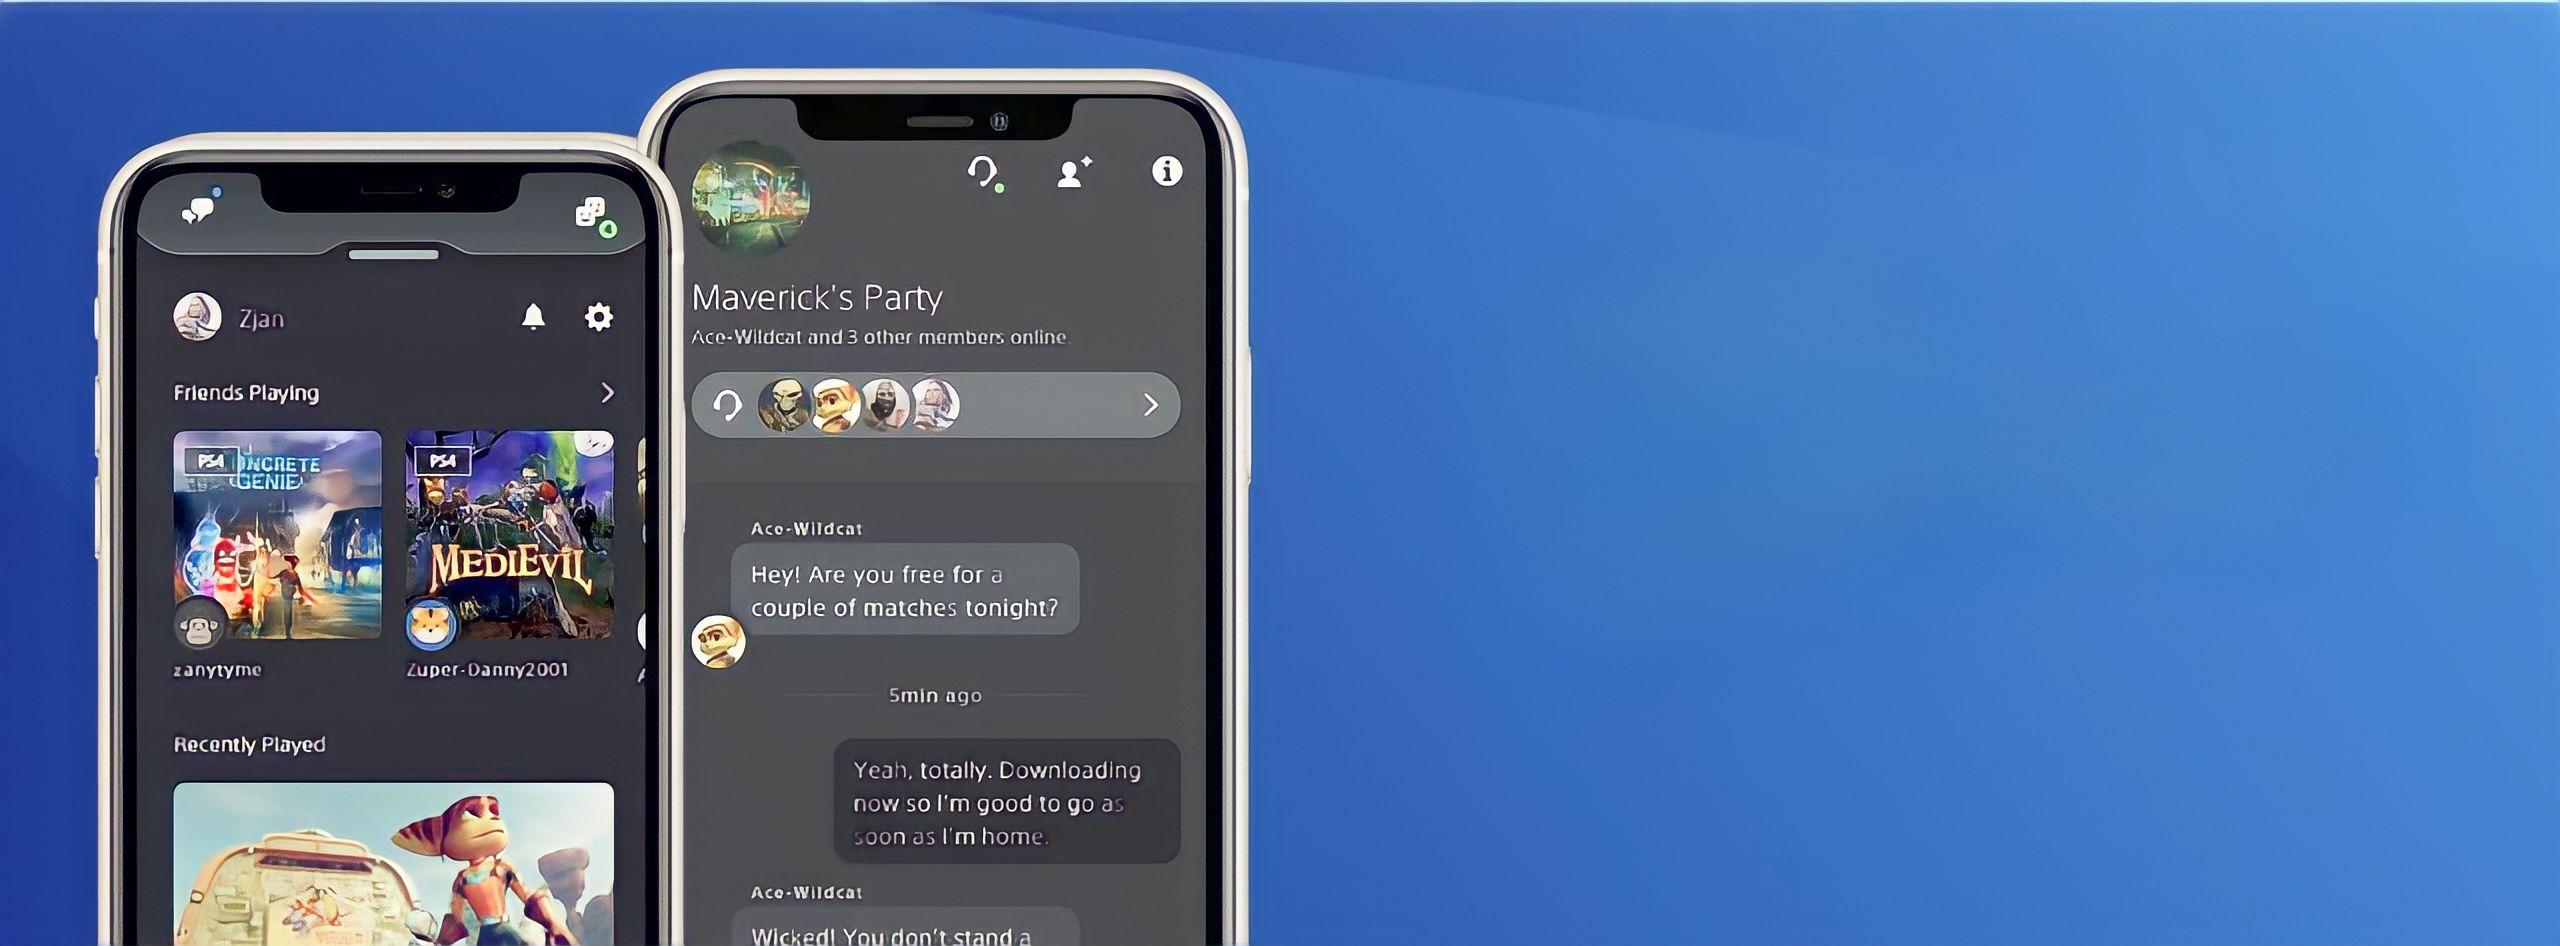 Zjan
Friends Playing
PS4
NCRETE
GENIE
PS4
MEDIEVIL
zanytyme
Zuper-Danny2001
Recently Played
Maverick's Party
Ace-Wildcat and 3 other members online
Ace-Wildcat
Hey! Are you free for a
couple of matches tonight?
5min ago
Yeah, totally. Downloading
now so I'm good to go as
soon as I'm home.
Ace-Wildcat
Wicked! You don't stand a